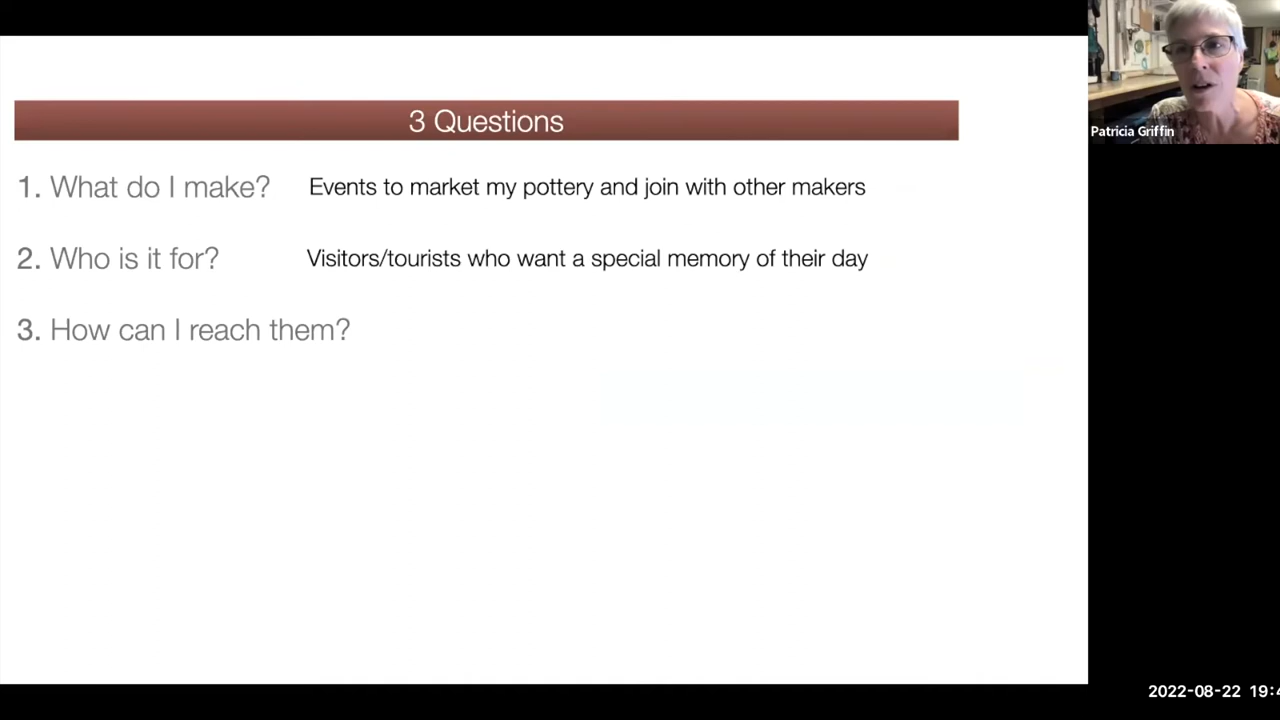 3 Questions
1. What do I make? Events to market my pottery and join with other makers
2. Who is it for? Visitors/tourists who want a special memory of their day
3. How can I reach them?
Patricia Griffin
2022-08-22 19:4